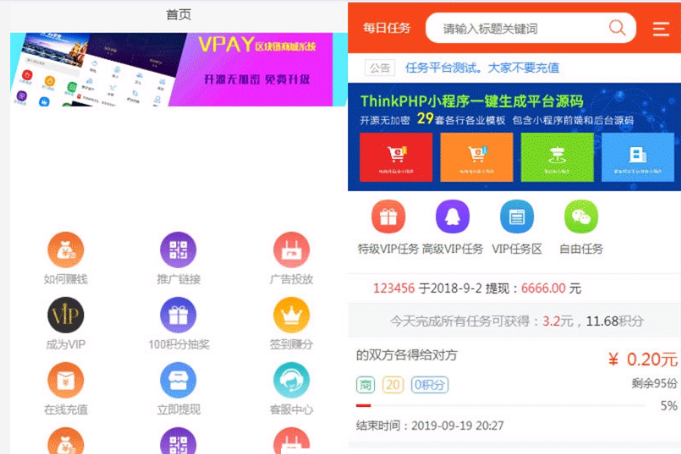 首页
VPAY区块链商城系统
开源无加密 免费升级
如何赚钱
推广链接
广告投放
VIP
成为VIP
100积分抽奖
签到赚分
在线充值
立即提现
客服中心
每日任务
请输入标题关键词
公告
任务平台测试。大家不要充值
ThinkPHP小程序一键生成平台源码
开源无加密 29套各行各业模板 包含小程序前端和后台源码
特级VIP任务
高级VIP任务
VIP任务区
自由任务
123456 于2018-9-2 提现：6666.00 元
今天完成所有任务可获得：3.2元，11.68积分
的双方各得给对方
¥ 0.20元
商
20
0积分
剩余95份
5%
结束时间：2019-09-19 20:27